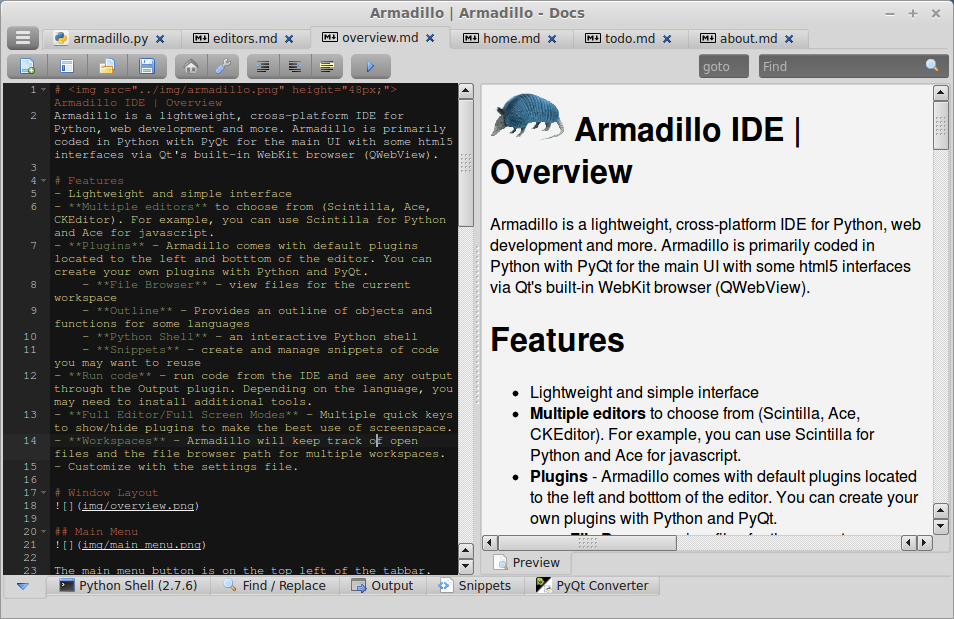 Armadillo | Armadillo - Docs
armadillo.py
editors.md
overview.md
home.md
todo.md
about.md
goto
Find
1 # <img src="../img/armadillo.png" height="48px;">
Armadillo IDE | Overview
2 Armadillo is a lightweight, cross-platform IDE for
Python, web development and more. Armadillo is primarily
coded in Python with PyQt for the main UI with some html5
interfaces via Qt's built-in WebKit browser (QWebView).
3
4 # Features
5 - Lightweight and simple interface
6 - **Multiple editors** to choose from (Scintilla, Ace,
CKEditor). For example, you can use Scintilla for Python
and Ace for javascript.
7 - **Plugins** - Armadillo comes with default plugins
located to the left and botttom of the editor. You can
create your own plugins with Python and PyQt.
8 - **File Browser** - view files for the current
workspace
9 - **Outline** - Provides an outline of objects and
functions for some languages
10 - **Python Shell** - an interactive Python shell
11 - **Snippets** - create and manage snippets of code
you may want to reuse
12 - **Run code** - run code from the IDE and see any output
through the Output plugin. Depending on the language, you
may need to install additional tools.
13 - **Full Editor/Full Screen Modes** - Multiple quick keys
to show/hide plugins to make the best use of screenspace.
14 - **Workspaces** - Armadillo will keep track of open
files and the file browser path for multiple workspaces.
15 - Customize with the settings file.
16
17 # Window Layout
18 ![](img/overview.png)
19
20 ## Main Menu
21 ![](img/main_menu.png)
22
23 The main menu button is on the top left of the tabbar.
Armadillo IDE |
Overview
Armadillo is a lightweight, cross-platform IDE for Python, web
development and more. Armadillo is primarily coded in
Python with PyQt for the main UI with some html5 interfaces
via Qt's built-in WebKit browser (QWebView).
Features
• Lightweight and simple interface
• Multiple editors to choose from (Scintilla, Ace,
CKEditor). For example, you can use Scintilla for
Python and Ace for javascript.
• Plugins - Armadillo comes with default plugins located
to the left and botttom of the editor. You can create your
own plugins with Python and PyQt.
Preview
Python Shell (2.7.6)
Find / Replace
Output
Snippets
PyQt Converter